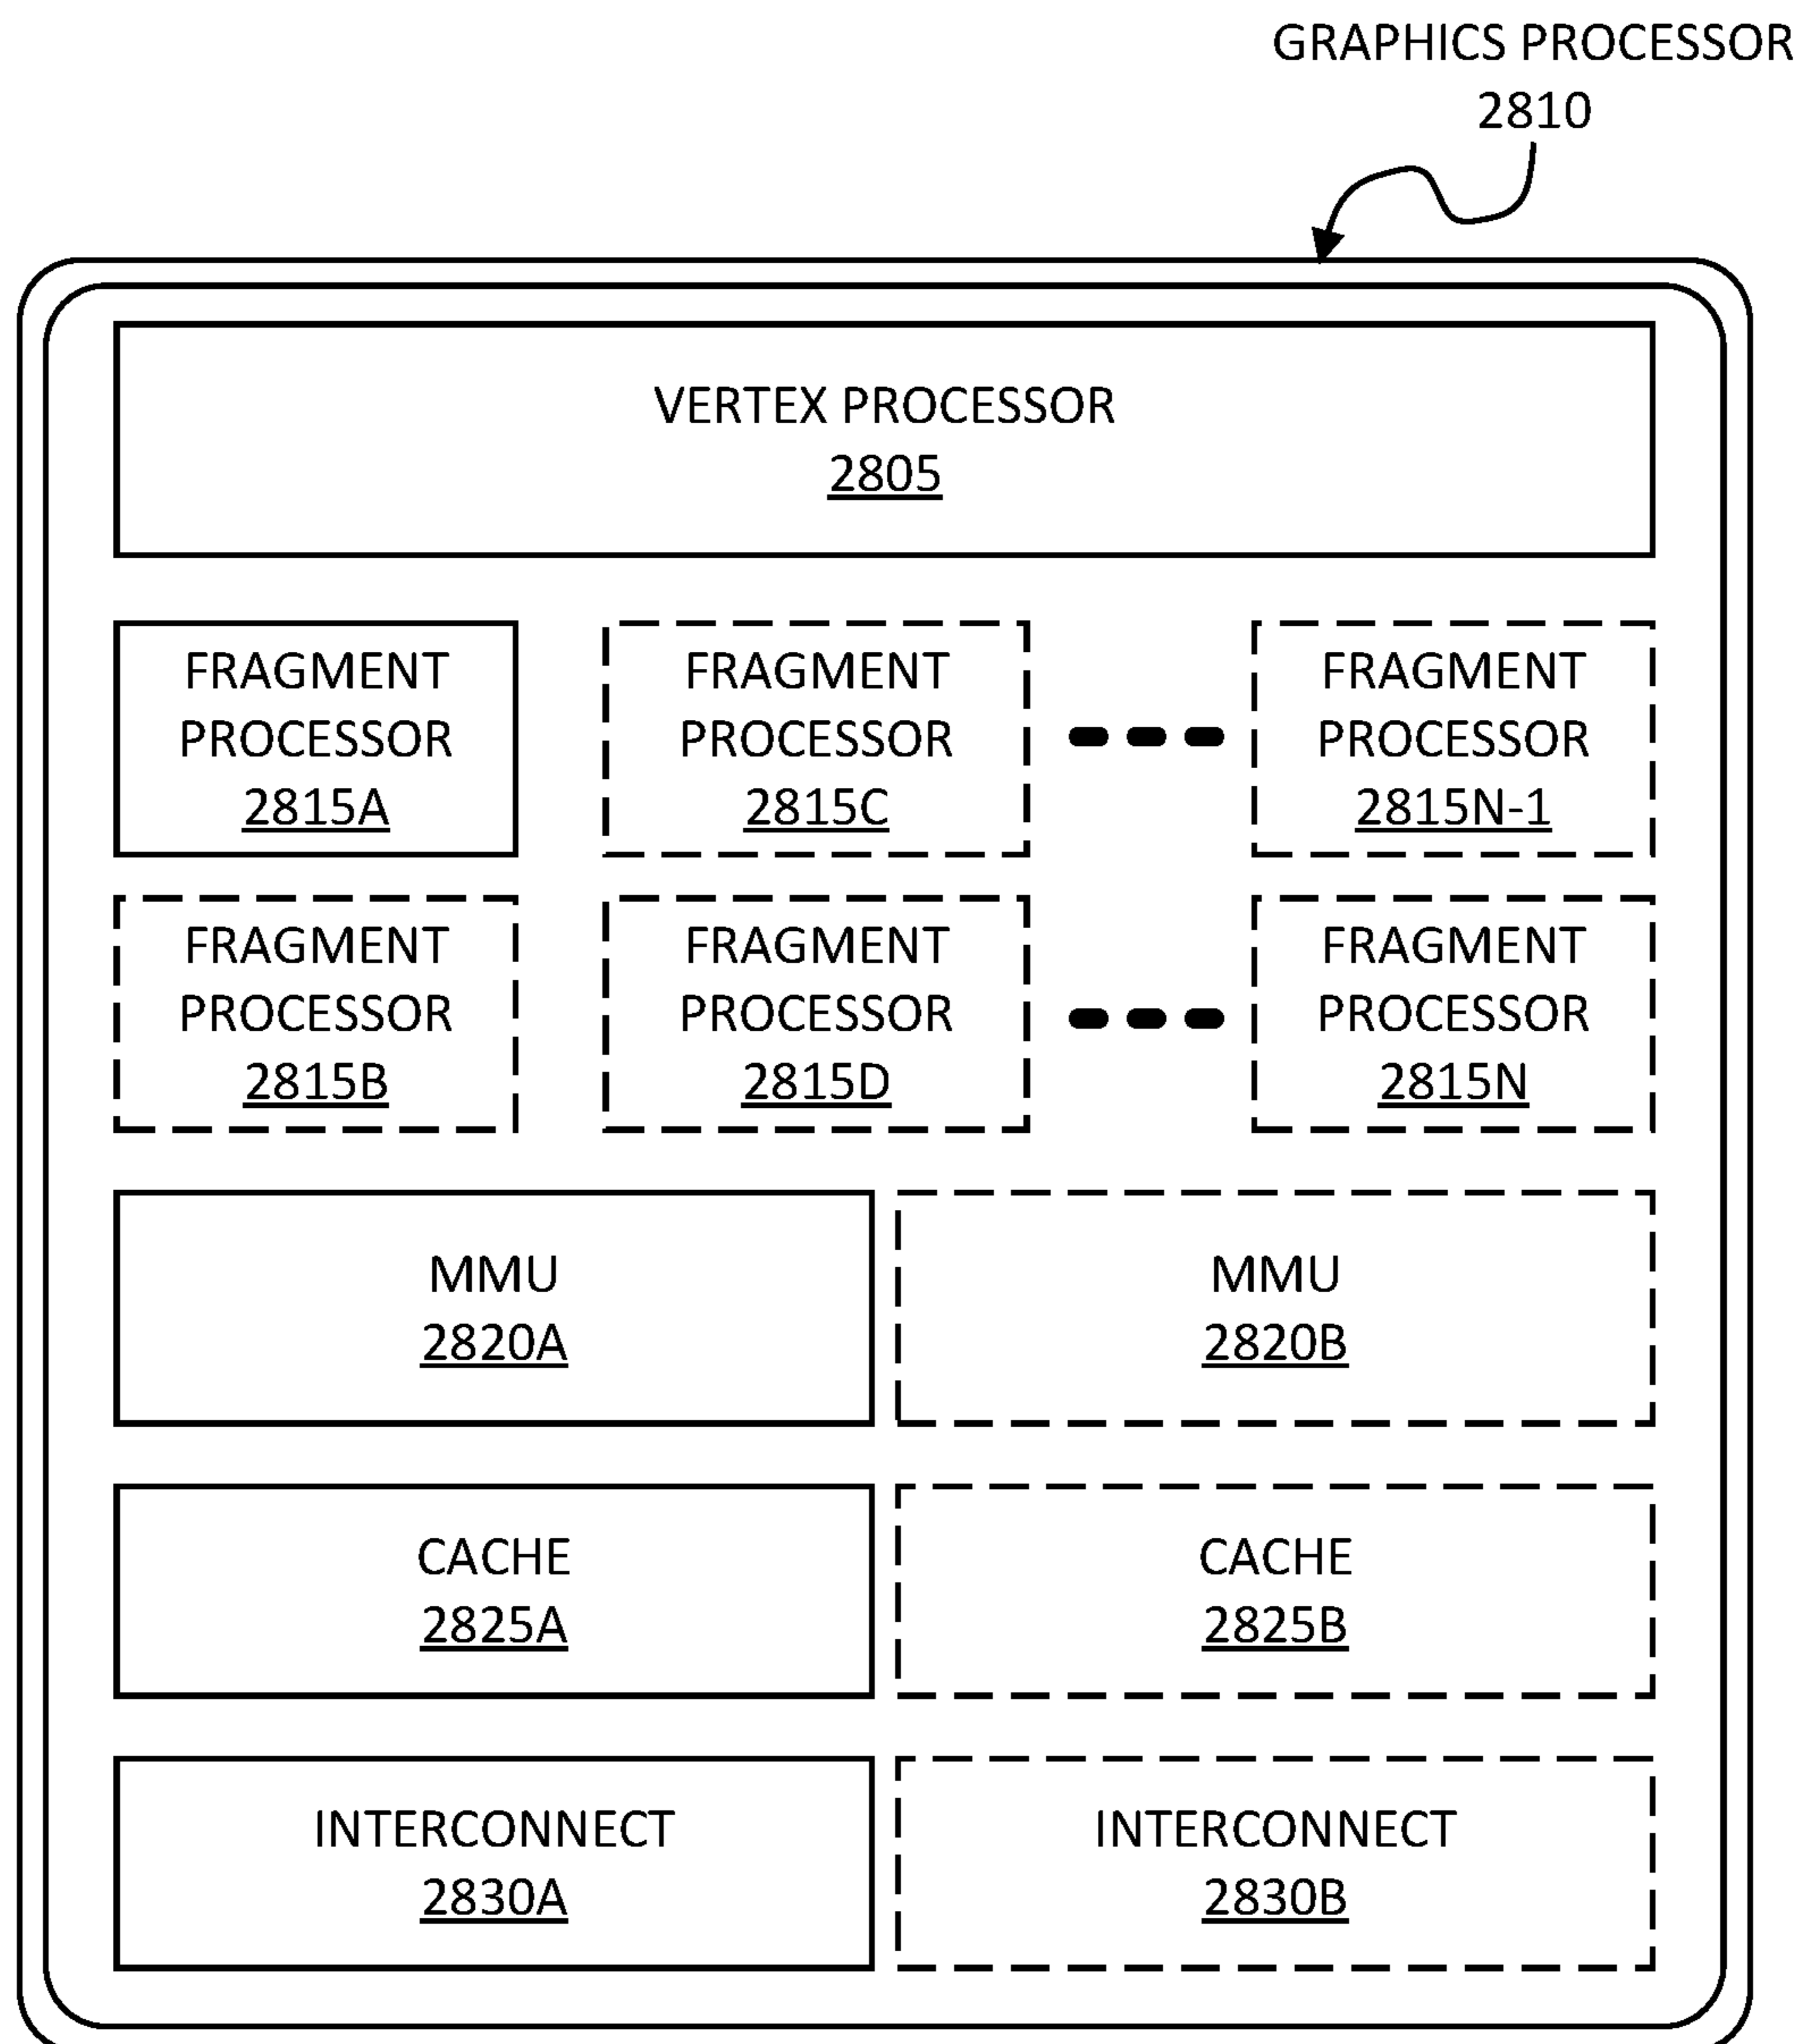 GRAPHICS PROCESSOR
2810
VERTEX PROCESSOR
2805
FRAGMENT
PROCESSOR
2815A
FRAGMENT
PROCESSOR
2815C
FRAGMENT
PROCESSOR
2815N-1
FRAGMENT
PROCESSOR
2815B
FRAGMENT
PROCESSOR
2815D
FRAGMENT
PROCESSOR
2815N
MMU
2820A
MMU
2820B
CACHE
2825A
CACHE
2825B
INTERCONNECT
2830A
INTERCONNECT
2830B